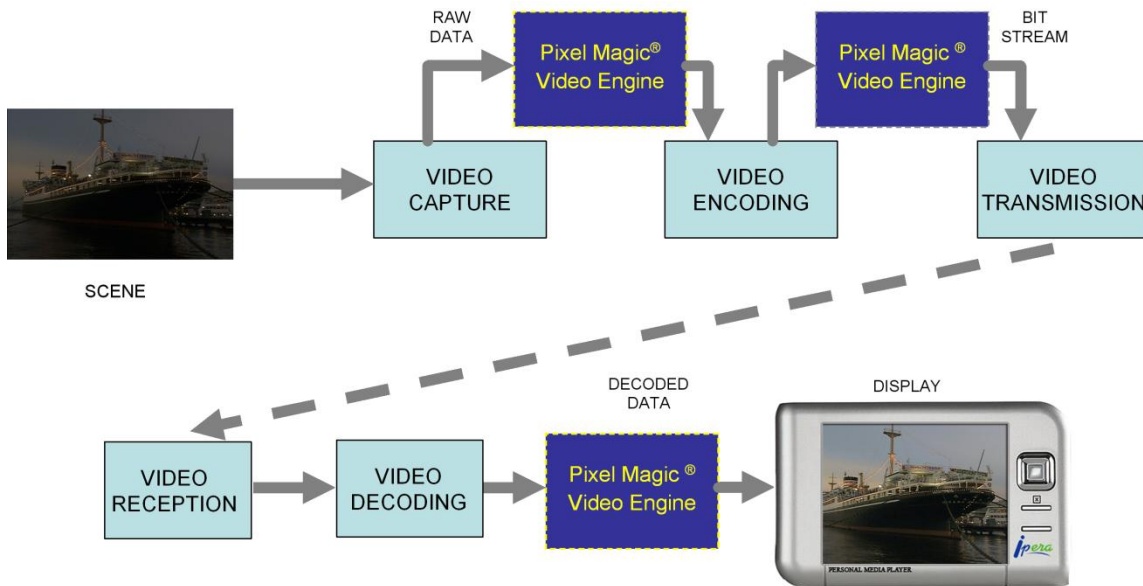 RAW
DATA
Pixel Magic®
Video Engine
Pixel Magic ®
Video Engine
BIT
STREAM
VIDEO
CAPTURE
VIDEO
ENCODING
VIDEO
TRANSMISSION
SCENE
DECODED
DATA
DISPLAY
VIDEO
RECEPTION
VIDEO
DECODING
Pixel Magic ®
Video Engine
ipera
PERSONAL MEDIA PLAYER